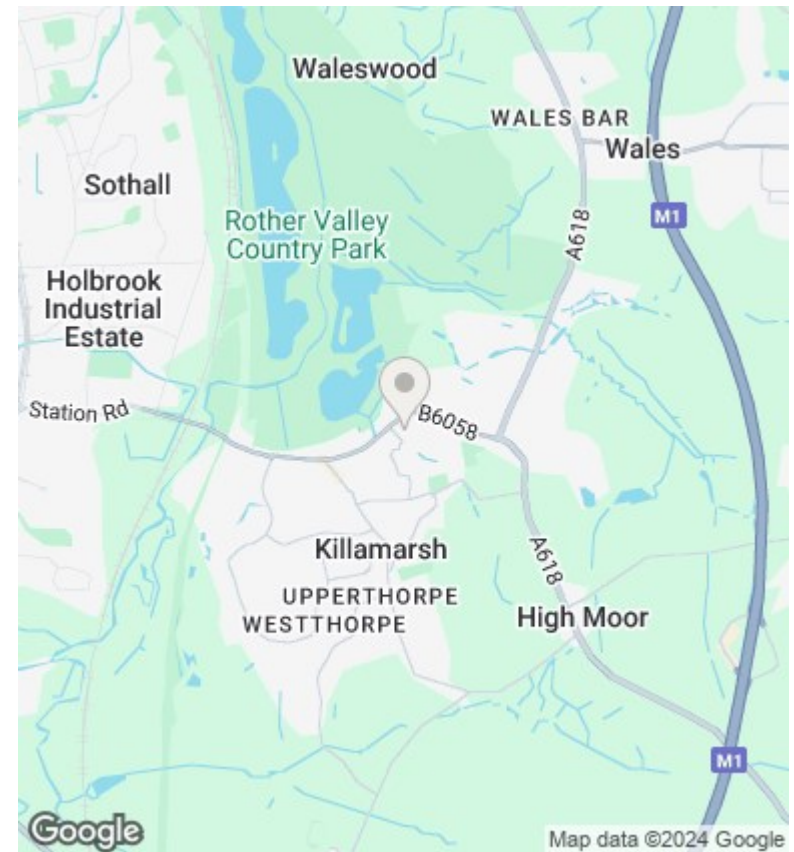 Waleswood
WALES BAR
Wales
Sothall
M1
Rother Valley
Country Park
A618
Holbrook
Industrial
Estate
Station Rd
B6058
Killamarsh
A618
UPPERTHORPE
High Moor
WESTTHORPE
M1
Google
Map data ©2024 Google